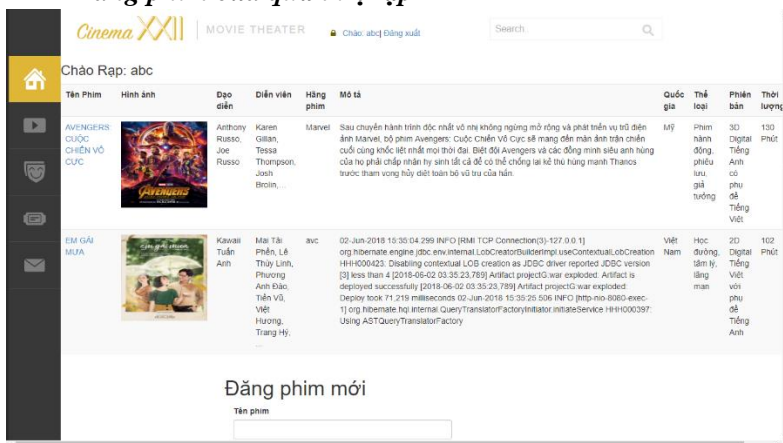 Cinema XXII | MOVIE THEATER
Chào: abc| Đăng xuất
Search..
Chào Rạp: abc
Tên Phim Hình ảnh Đạo diễn Diễn viên Hãng phim Mô tả Quốc gia Thể loại Phiên bản Thời lượng
AVENGERS
CUỘC
CHIẾN VÔ
CỰC
AVENGERS
Anthony
Russo,
Joe
Russo
Karen
Gillan,
Tessa
Thompson,
Josh
Brolin,...
Marvel
Sau chuyến hành trình độc nhất vô nhị không ngừng mở rộng và phát triển vụ trũ điện
ảnh Marvel, bộ phim Avengers: Cuộc Chiến Vô Cực sẽ mang đến màn ảnh trận chiến
cuối cùng khốc liệt nhất mọi thời đại. Biệt đội Avengers và các đồng minh siêu anh hùng
của họ phải chấp nhận hy sinh tất cả để có thể chống lại kẻ thù hùng mạnh Thanos
trước tham vọng hủy diệt toàn bộ vũ trụ của hắn.
Mỹ
Phim
hành
động,
phiêu
lưu,
giả
tưởng
3D
Digital
Tiếng
Anh
có
phụ
đề
Tiếng
Việt
130
Phút
EM GÁI
MƯA
EM GÁI MƯA
Kawaii
Tuấn
Anh
Mai Tài
Phến, Lê
Thùy Linh,
Phương
Anh Đào,
Tiến Vũ,
Việt
Hương,
Trang Hý,
...
avc
02-Jun-2018 15:35:04.299 INFO [RMI TCP Connection(3)-127.0.0.1]
org.hibernate.engine.jdbc.env.internal.LobCreatorBuilderImpl.useContextualLobCreation
HHH000423: Disabling contextual LOB creation as JDBC driver reported JDBC version
[3] less than 4 [2018-06-02 03:35:23,789] Artifact projectG:war exploded: Artifact is
deployed successfully [2018-06-02 03:35:23,789] Artifact projectG:war exploded:
Deploy took 71,219 milliseconds 02-Jun-2018 15:35:25.506 INFO [http-nio-8080-exec-
1] org.hibernate.hql.internal.QueryTranslatorFactoryInitiator.initiateService HHH000397:
Using ASTQueryTranslatorFactory
Việt
Nam
Học
đường,
tâm lý,
lãng
mạn
2D
Digital
Tiếng
Việt
với
phụ
đề
Tiếng
Anh
102
Phút
Đăng phim mới
Tên phim